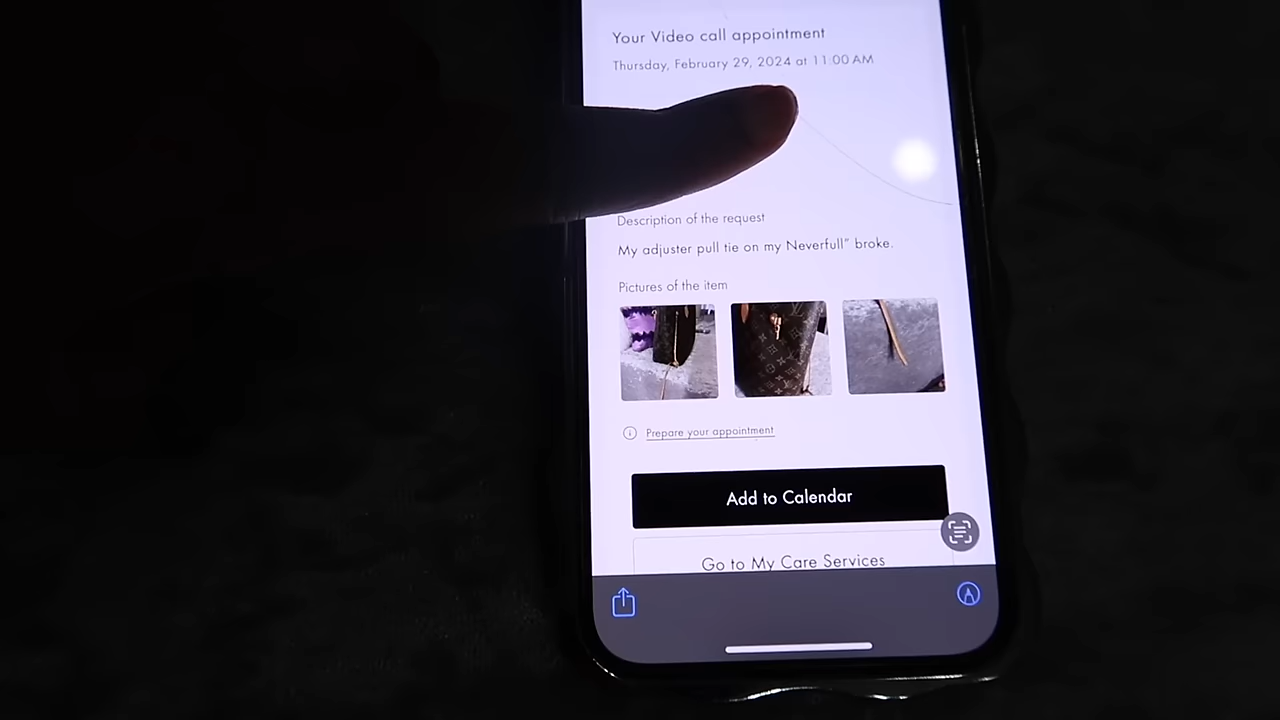 Your Video call appointment
Thursday, February 29, 2024 at 11:00 AM
Description of the request
My adjuster pull tie on my Neverfull" broke.
Pictures of the item
Prepare your appointment
Add to Calendar
Go to My Care Services